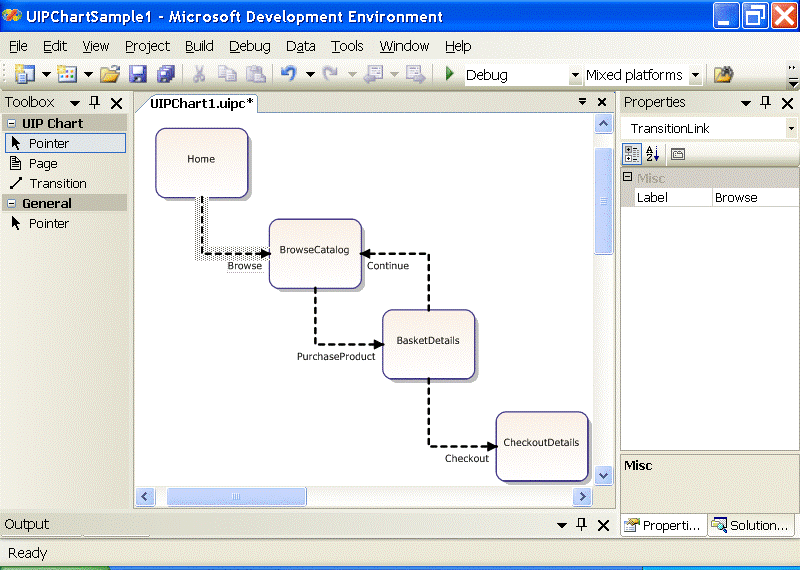 UIPChartSample1 - Microsoft Development Environment
File Edit View Project Build Debug Data Tools Window Help
Debug Mixed platforms
Toolbox
UIP Chart
Pointer
Page
Transition
General
Pointer
UIPChart1.uipc*
Home
Browse
BrowseCatalog
Continue
PurchaseProduct
BasketDetails
Checkout
CheckoutDetails
Properties
TransitionLink
A
Z
Misc
Label Browse
Misc
Properti... Solution...
Output
Ready